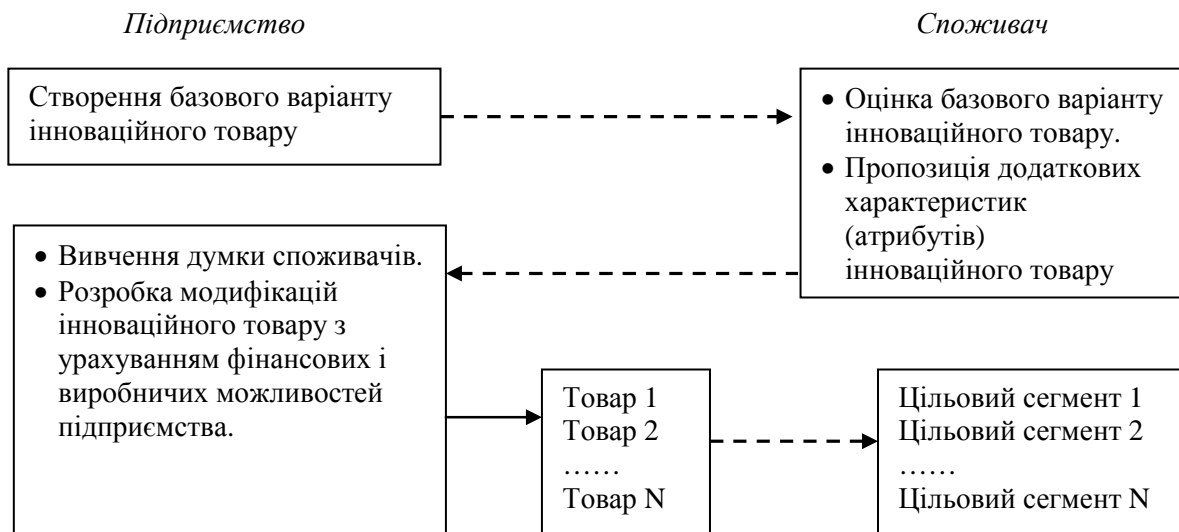 Підприємство
Споживач
Створення базового варіанту
інноваційного товару
• Оцінка базового варіанту
інноваційного товару.
• Пропозиція додаткових
характеристик
(атрибутів)
інноваційного товару
• Вивчення думки споживачів.
• Розробка модифікацій
інноваційного товару з
урахуванням фінансових і
виробничих можливостей
підприємства.
Товар 1
Товар 2
……
Товар N
Цільовий сегмент 1
Цільовий сегмент 2
……
Цільовий сегмент N